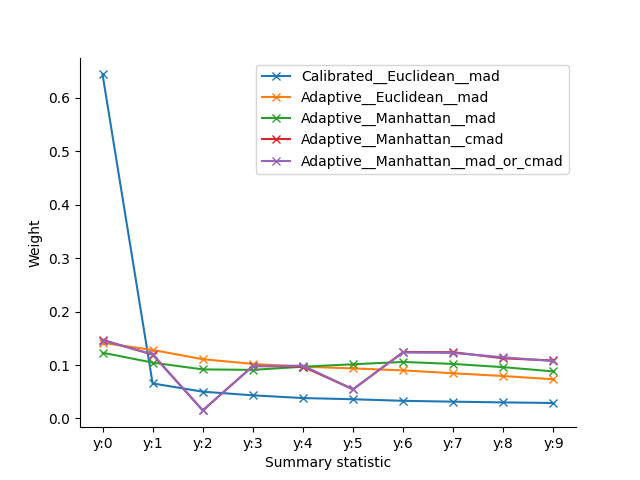 Calibrated__Euclidean__mad
Adaptive__Euclidean__mad
Adaptive__Manhattan__mad
Adaptive__Manhattan__cmad
Adaptive__Manhattan__mad_or_cmad
Weight
0.6
0.5
0.4
0.3
0.2
0.1
0.0
y:0 y:1 y:2 y:3 y:4 y:5 y:6 y:7 y:8 y:9
Summary statistic